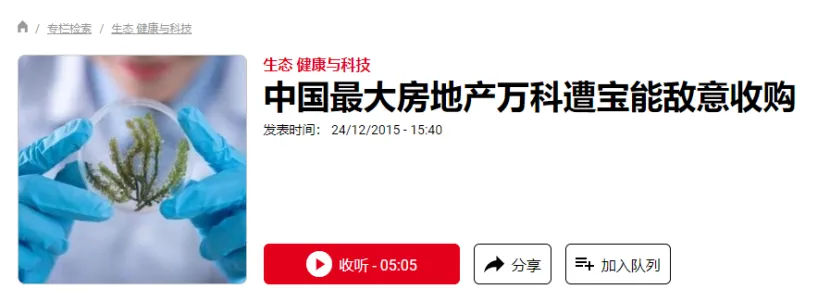 / 专栏检索 / 生态 健康与科技
生态 健康与科技
中国最大房地产万科遭宝能敌意收购
发表时间： 24/12/2015 - 15:40
收听 - 05:05
分享
加入队列